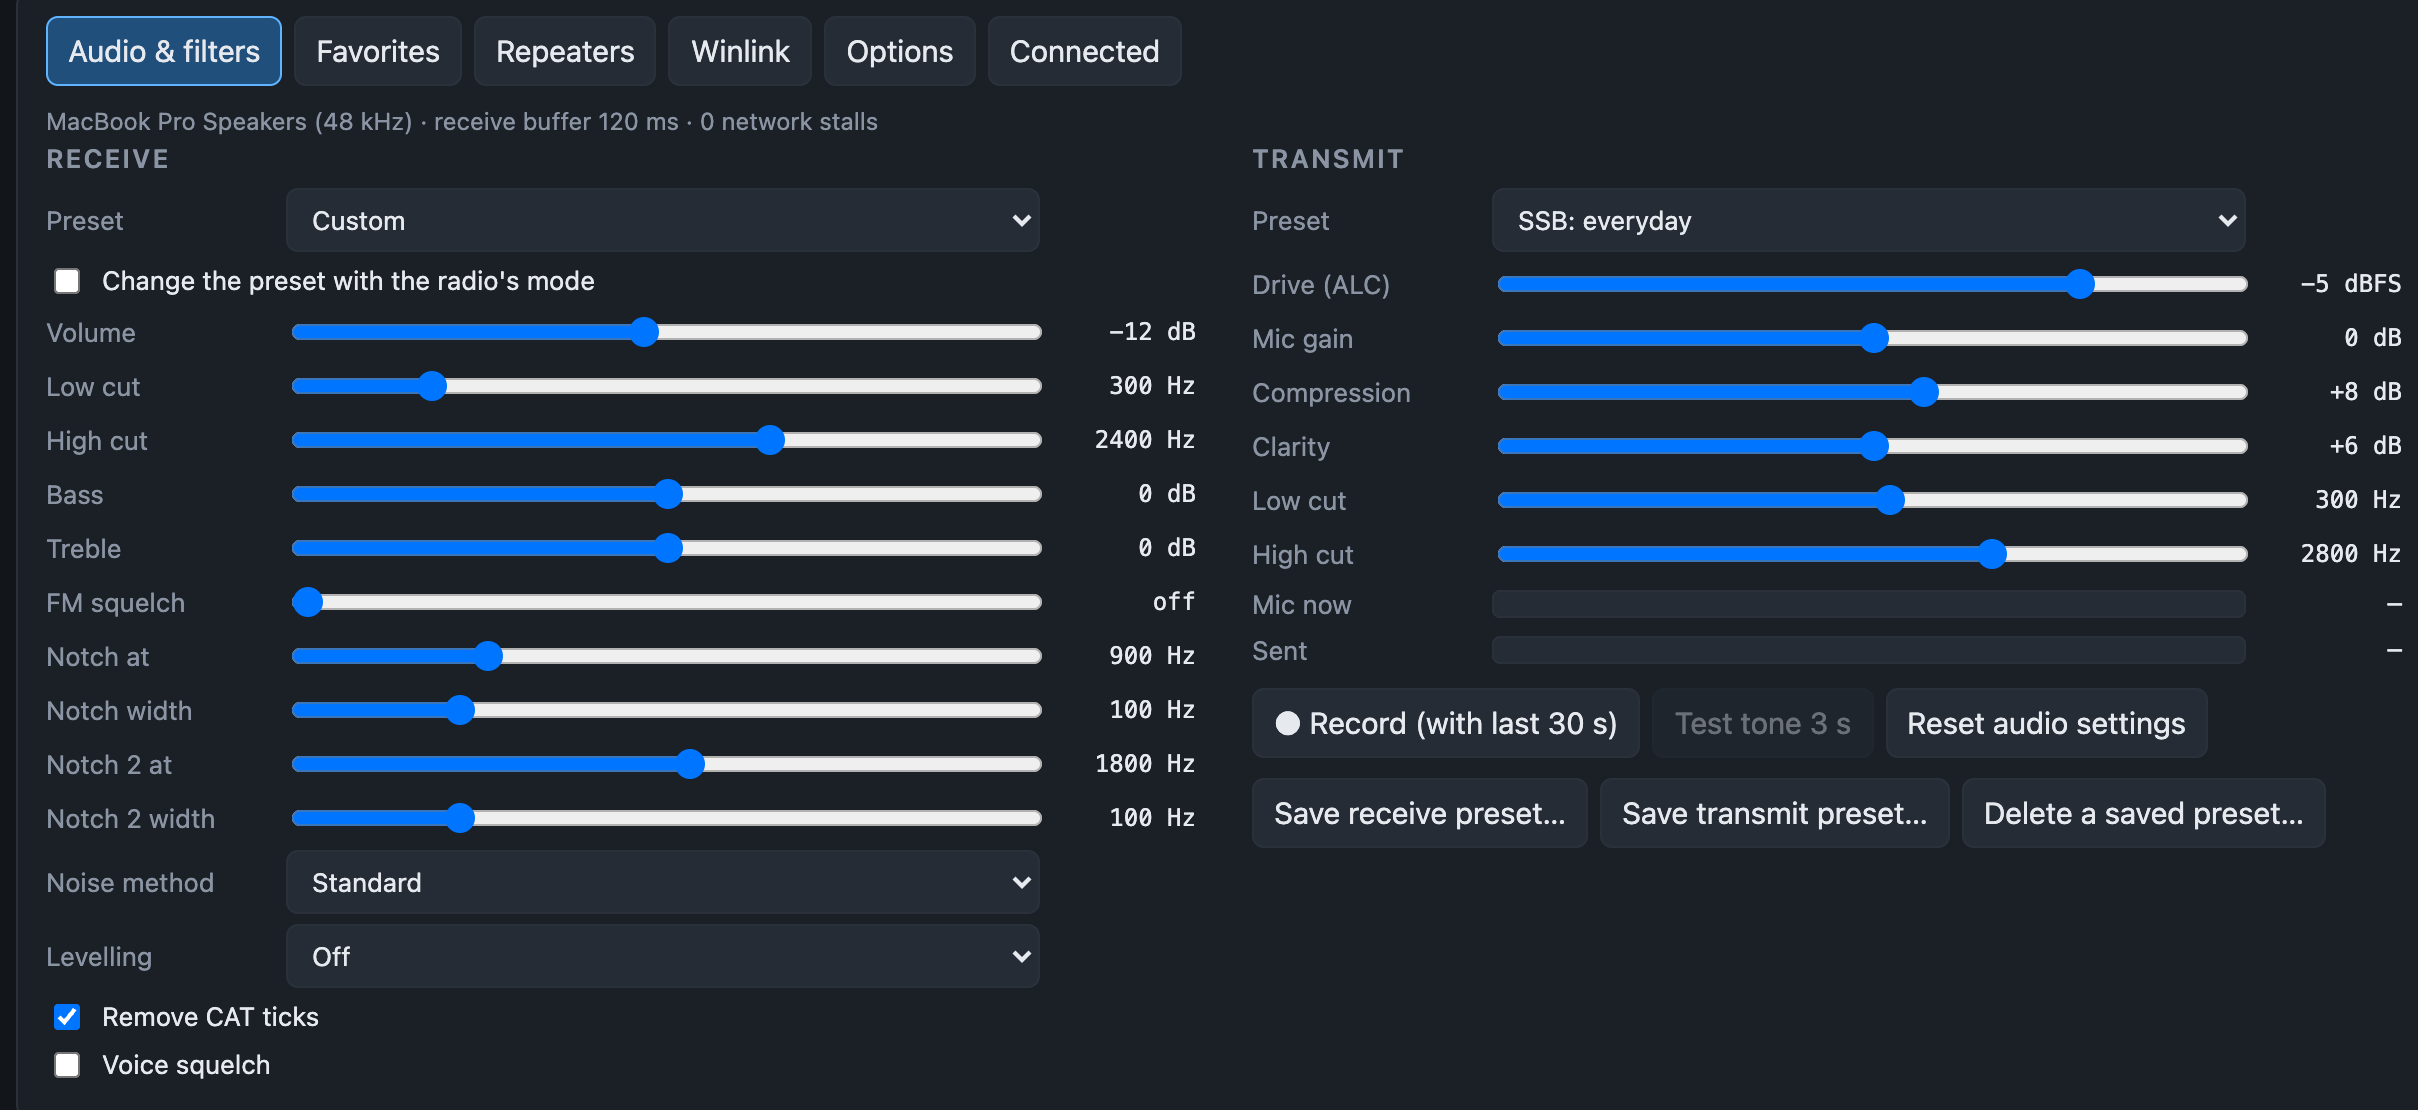 Audio & filters Favorites Repeaters Winlink Options Connected
MacBook Pro Speakers (48 kHz) · receive buffer 120 ms · 0 network stalls
RECEIVE
Preset Custom
Change the preset with the radio's mode
Volume −12 dB
Low cut 300 Hz
High cut 2400 Hz
Bass 0 dB
Treble 0 dB
FM squelch off
Notch at 900 Hz
Notch width 100 Hz
Notch 2 at 1800 Hz
Notch 2 width 100 Hz
Noise method Standard
Levelling Off
Remove CAT ticks
Voice squelch
TRANSMIT
Preset SSB: everyday
Drive (ALC) −5 dBFS
Mic gain 0 dB
Compression +8 dB
Clarity +6 dB
Low cut 300 Hz
High cut 2800 Hz
Mic now –
Sent –
Record (with last 30 s) Test tone 3 s Reset audio settings
Save receive preset... Save transmit preset... Delete a saved preset...